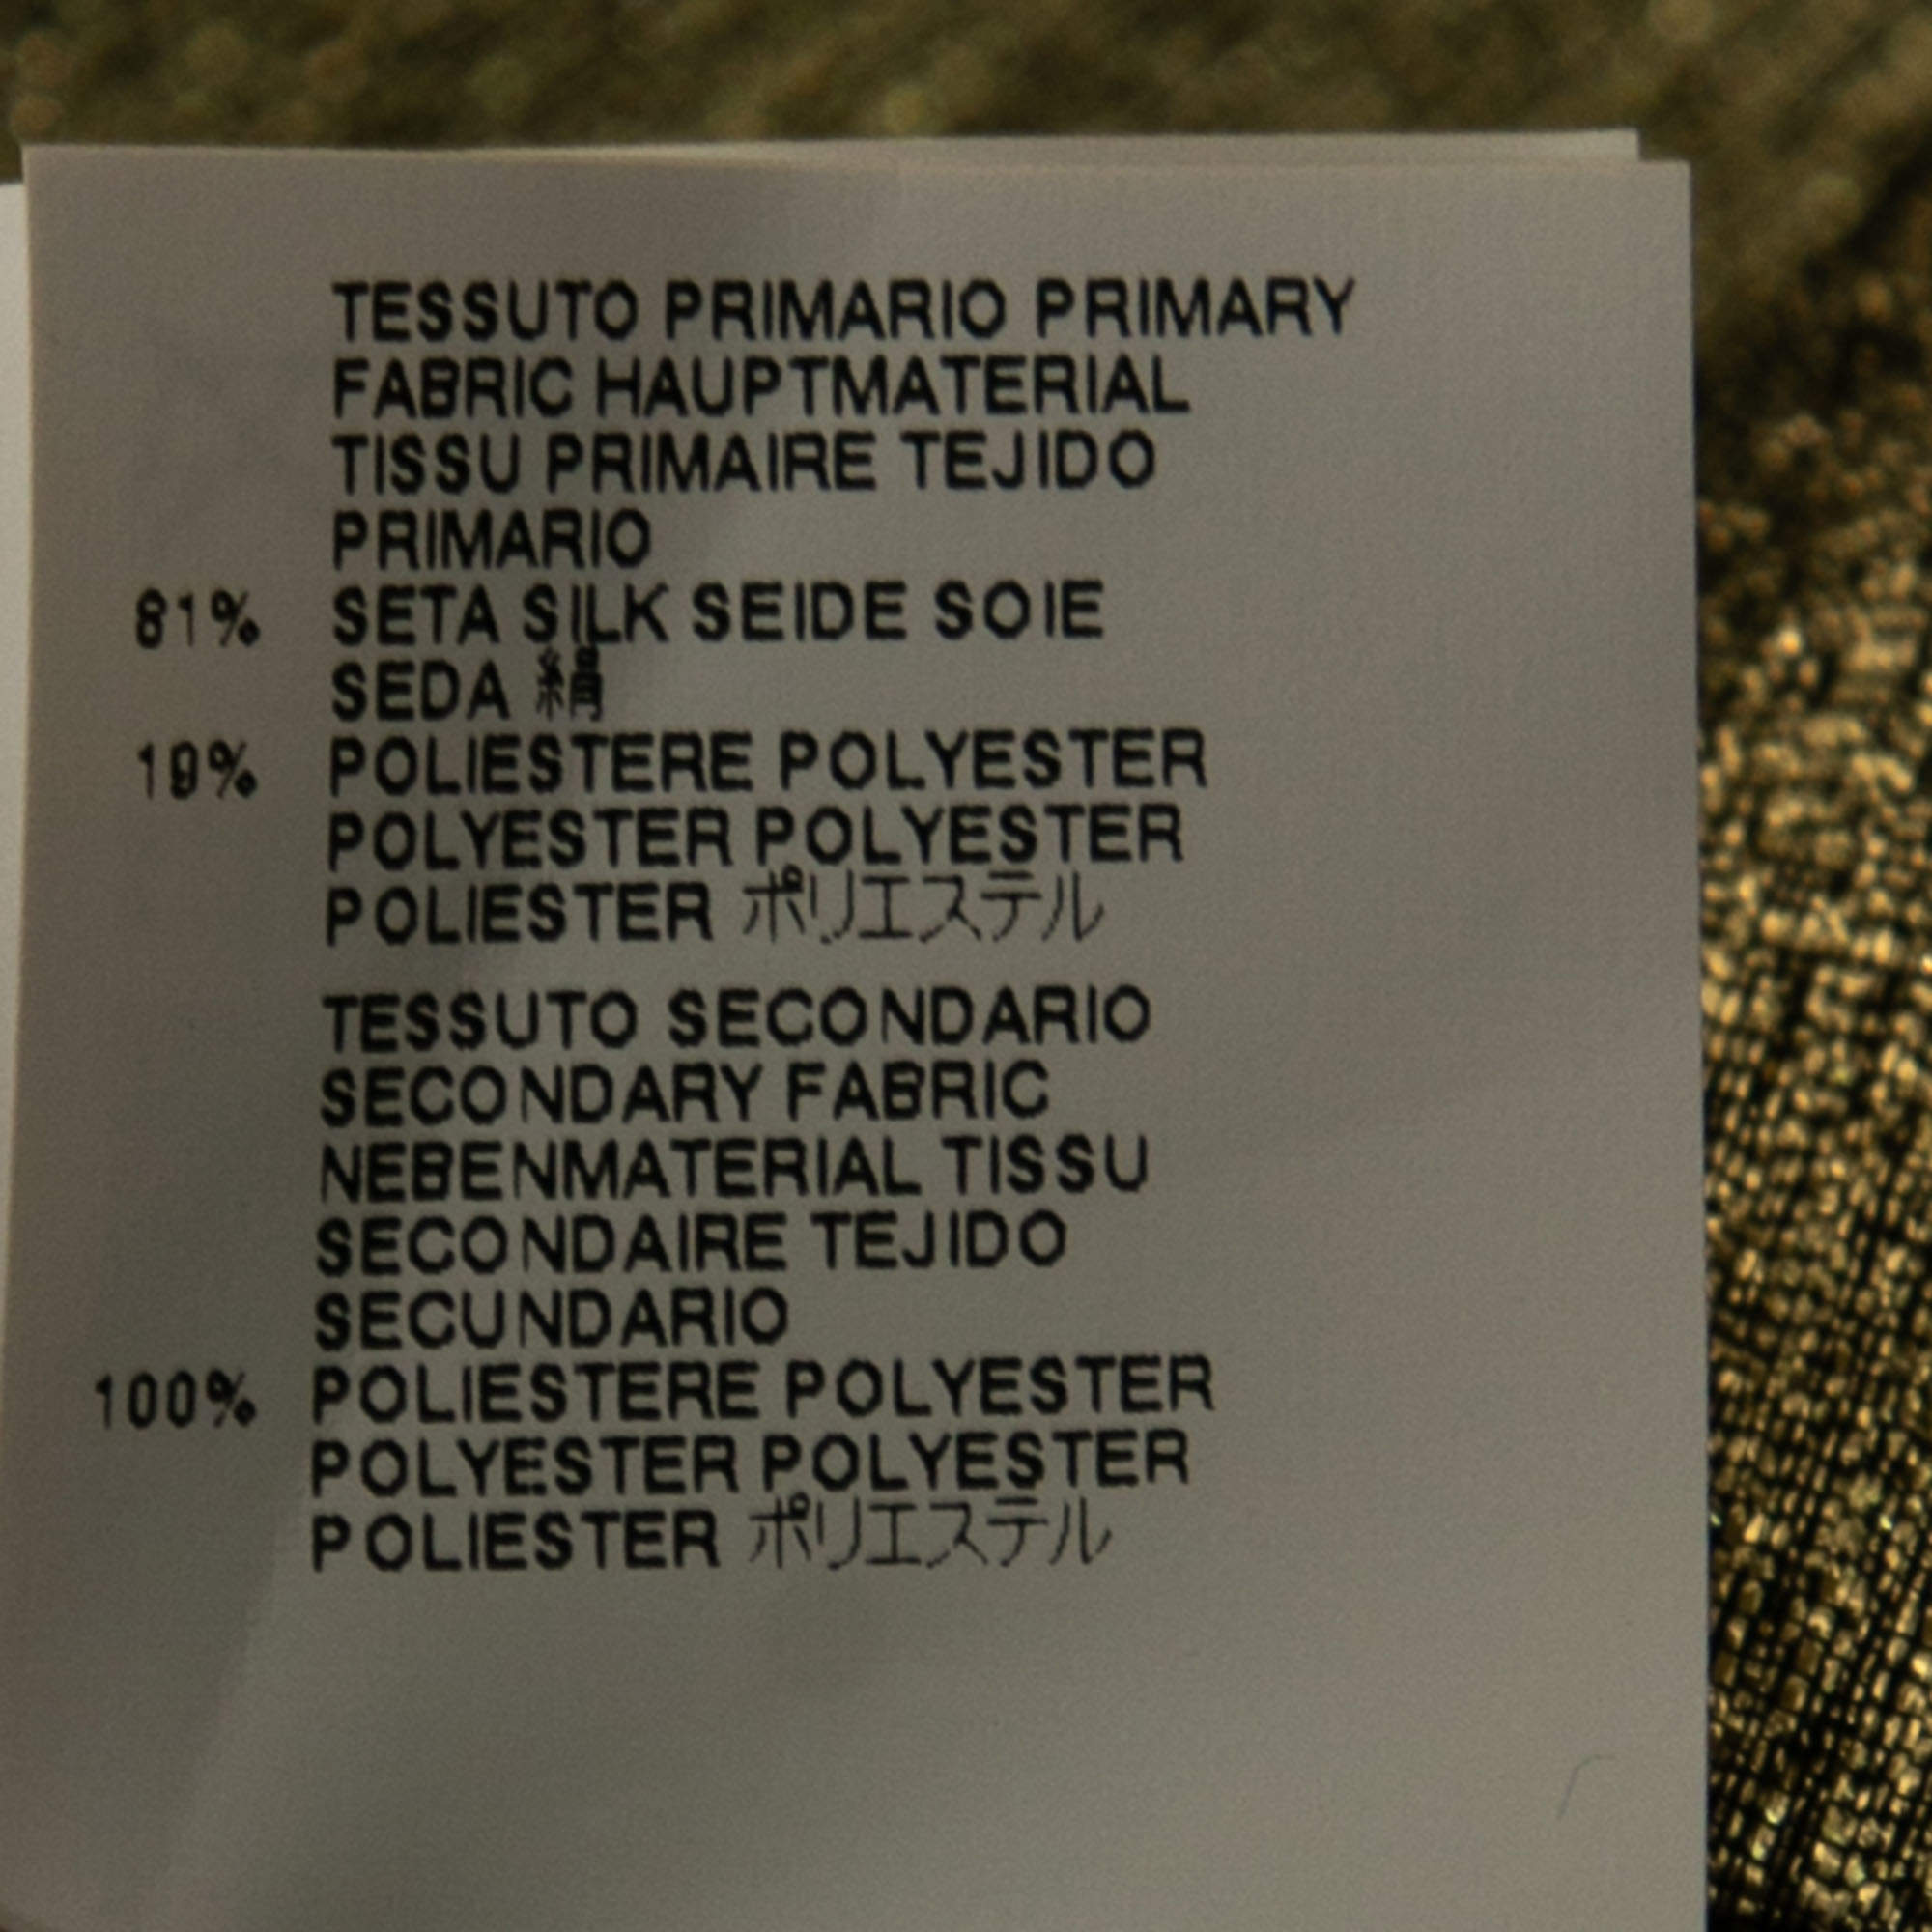 TESSUTO PRIMARIO PRIMARY
FABRIC HAUPTMATERIAL
TISSU PRIMAIRE TEJIDO
PRIMARIO
81% SETA SILK SEIDE SOIE
SEDA 絹
19% POLIESTERE POLYESTER
POLYESTER POLYESTER
POLIESTER ポリエステル
TESSUTO SECONDARIO
SECONDARY FABRIC
NEBENMATERIAL TISSU
SECONDAIRE TEJIDO
SECUNDARIO
100% POLIESTERE POLYESTER
POLYESTER POLYESTER
POLIESTER ポリエステル